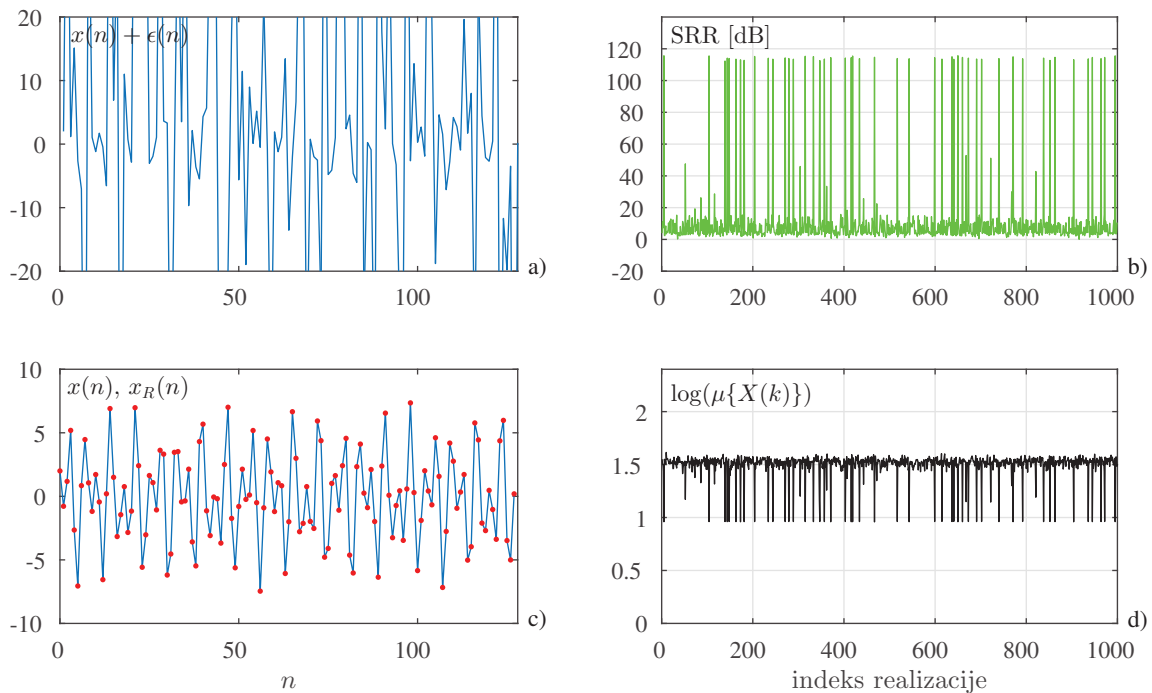 20
10
0
-10
-20
x(n) + ϵ(n)
a)
0 50 100
120
100
80
60
40
20
0
-20
SRR [dB]
b)
0 200 400 600 800 1000
10
5
0
-5
-10
x(n), x_R(n)
c)
0 50 100
n
2
1.5
1
0.5
0
log(μ{X(k)})
d)
0 200 400 600 800 1000
indeks realizacije